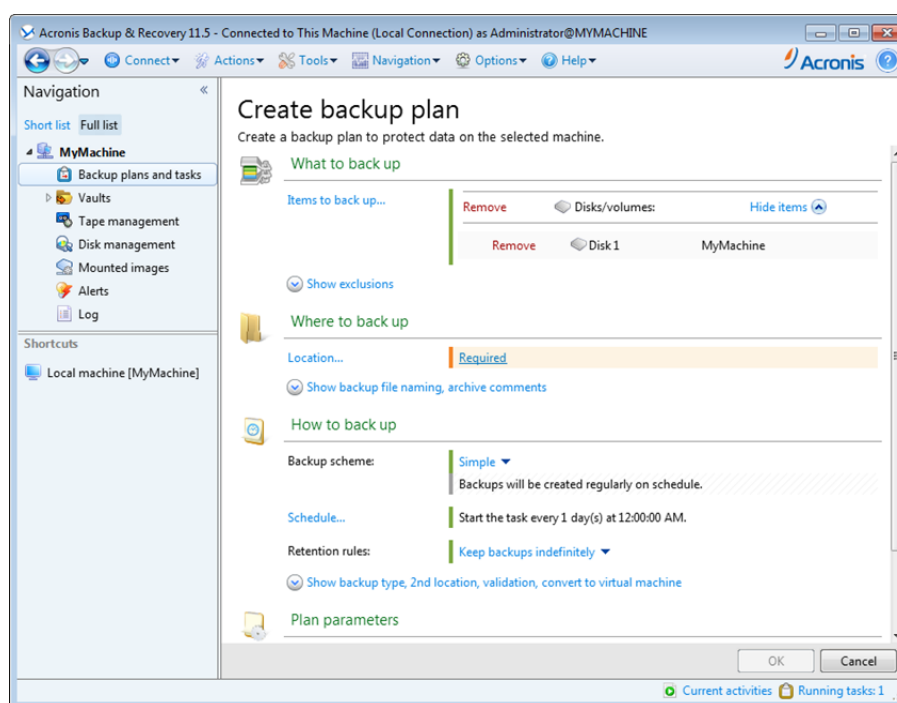 Acronis Backup & Recovery 11.5 - Connected to This Machine (Local Connection) as Administrator@MYMACHINE
Connect Actions Tools Navigation Options Help Acronis ?
Navigation «
Short list Full list
MyMachine
Backup plans and tasks
Vaults
Tape management
Disk management
Mounted images
Alerts
Log
Shortcuts
Local machine [MyMachine]
Create backup plan
Create a backup plan to protect data on the selected machine.
What to back up
Items to back up... Remove Disks/volumes: Hide items
Remove Disk 1 MyMachine
Show exclusions
Where to back up
Location... Required
Show backup file naming, archive comments
How to back up
Backup scheme: Simple
Backups will be created regularly on schedule.
Schedule... Start the task every 1 day(s) at 12:00:00 AM.
Retention rules: Keep backups indefinitely
Show backup type, 2nd location, validation, convert to virtual machine
Plan parameters
OK Cancel
Current activities Running tasks: 1